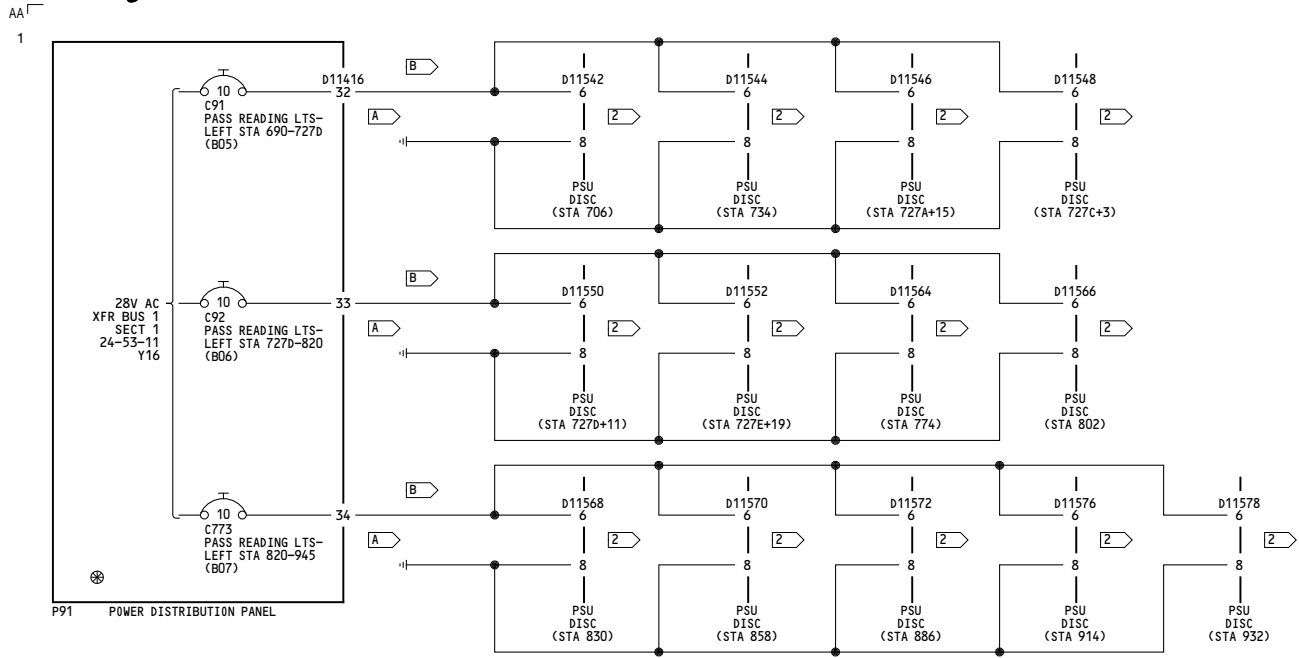 AA
1
D11416
B
A
32
10
C91
PASS READING LTS-
LEFT STA 690-727D
(B05)
D11542
6
2
8
PSU
DISC
(STA 706)
D11544
6
2
8
PSU
DISC
(STA 734)
D11546
6
2
8
PSU
DISC
(STA 727A+15)
D11548
6
2
8
PSU
DISC
(STA 727C+3)
28V AC
XFR BUS 1
SECT 1
24-53-11
Y16
10
C92
PASS READING LTS-
LEFT STA 727D-820
(B06)
33
B
A
D11550
6
2
8
PSU
DISC
(STA 727D+11)
D11552
6
2
8
PSU
DISC
(STA 727E+19)
D11564
6
2
8
PSU
DISC
(STA 774)
D11566
6
2
8
PSU
DISC
(STA 802)
10
C773
PASS READING LTS-
LEFT STA 820-945
(B07)
34
B
A
D11568
6
2
8
PSU
DISC
(STA 830)
D11570
6
2
8
PSU
DISC
(STA 858)
D11572
6
2
8
PSU
DISC
(STA 886)
D11576
6
2
8
PSU
DISC
(STA 914)
D11578
6
2
8
PSU
DISC
(STA 932)
P91 POWER DISTRIBUTION PANEL